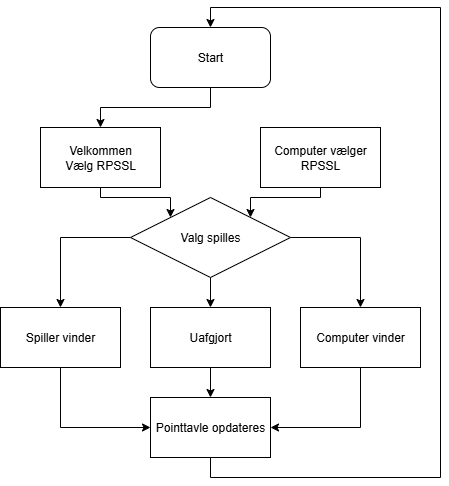 Start
Velkommen
Vælg RPSSL
Computer vælger
RPSSL
Valg spilles
Spiller vinder
Uafgjort
Computer vinder
Pointtavle opdateres